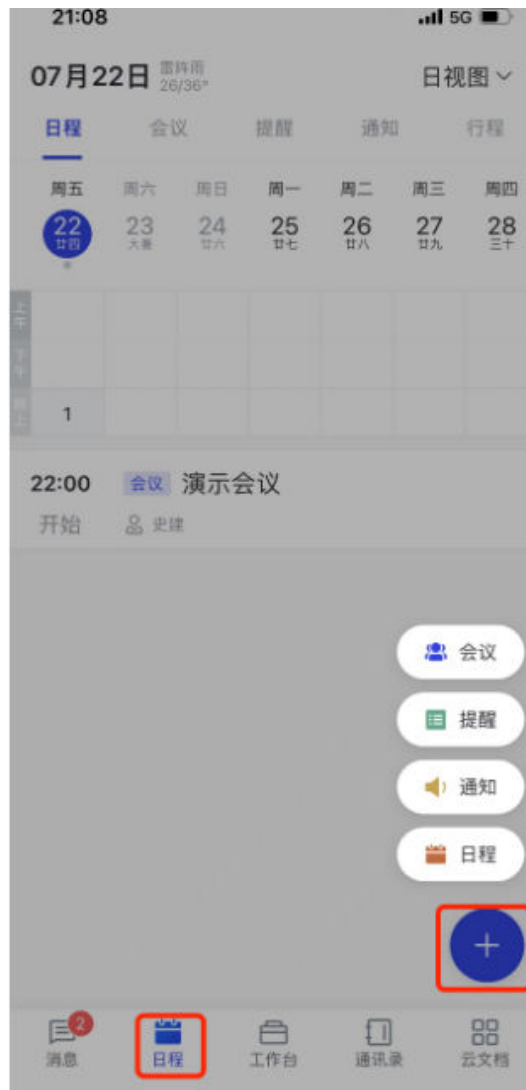 21:08 5G
07月22日 雷阵雨 日视图
26/36°
日程 会议 提醒 通知 行程
周五 周六 周日 周一 周二 周三 周四
22 23 24 25 26 27 28
廿四 大暑 廿六 廿七 廿八 廿九 三十
上午
下午
晚上 1
22:00 会议 演示会议
开始 史建
会议
提醒
通知
日程
2
消息 日程 工作台 通讯录 云文档